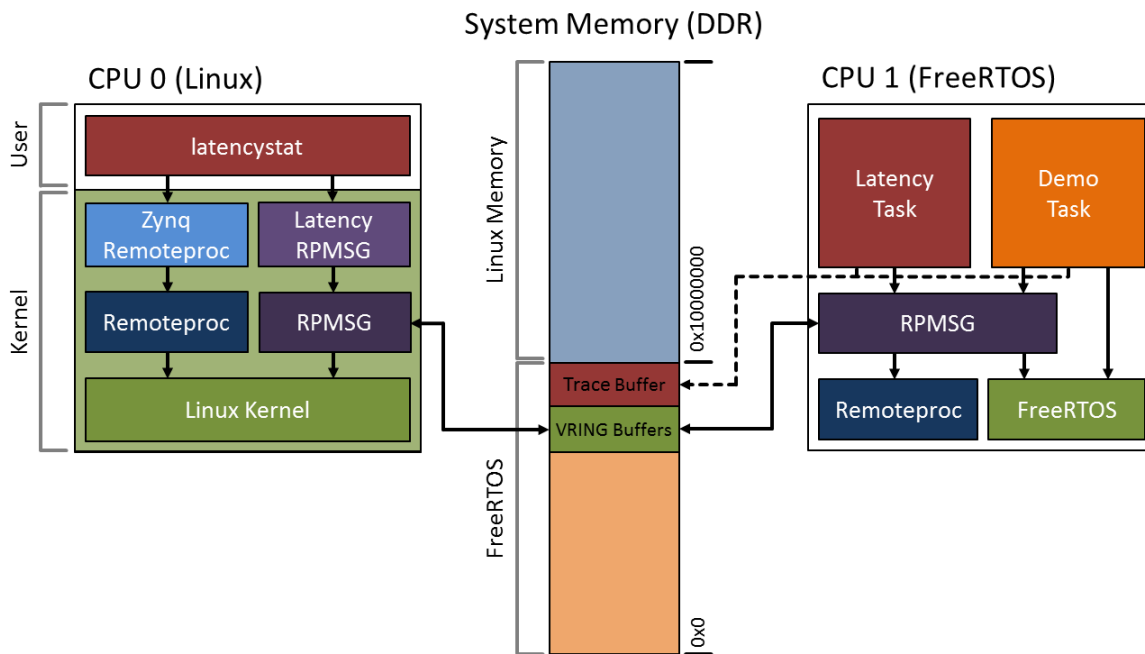 System Memory (DDR)
CPU 0 (Linux)
User
latencystat
Kernel
Zynq
Remoteproc
Latency
RPMSG
Remoteproc
RPMSG
Linux Kernel
Linux Memory
0x10000000
Trace Buffer
VRING Buffers
FreeRTOS
0x0
CPU 1 (FreeRTOS)
Latency
Task
Demo
Task
RPMSG
Remoteproc
FreeRTOS